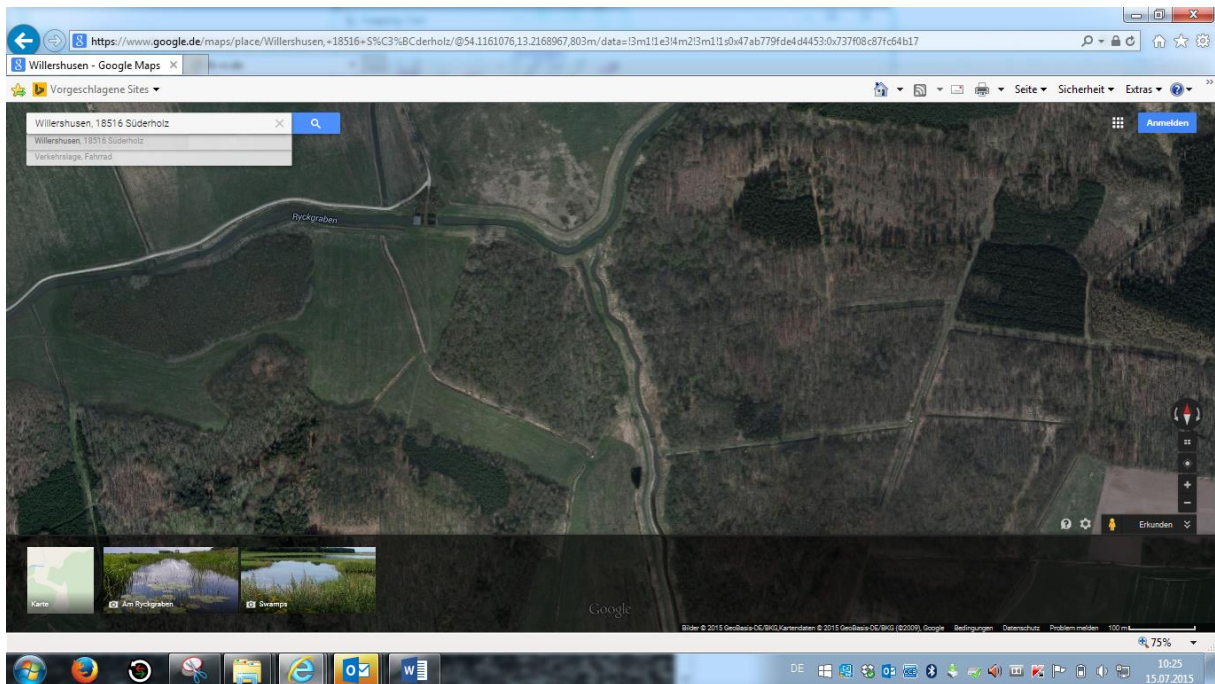 https://www.google.de/maps/place/Willershusen,+18516+S%C3%BCderholz/@54.1161076,13.2168967,803m/data=!3m1!1e3!4m2!3m1!1s0x47ab779fde4d4453:0x737f08c87fc64b17
Willershusen - Google Maps
Vorgeschlagene Sites
Seite Sicherheit Extras
Willershusen, 18516 Süderholz
Anmelden
Willershusen, 18516 Süderholz
Verkehrslage, Fahrrad
Ryckgraben
Erkunden
Karte
Am Ryckgraben
Swamps
Google
Bilder © 2015 GeoBasis-DE/BKG,Kartendaten © 2015 GeoBasis-DE/BKG (©2009), Google Bedingungen Datenschutz Problem melden 100 m
75%
DE
10:25
15.07.2015